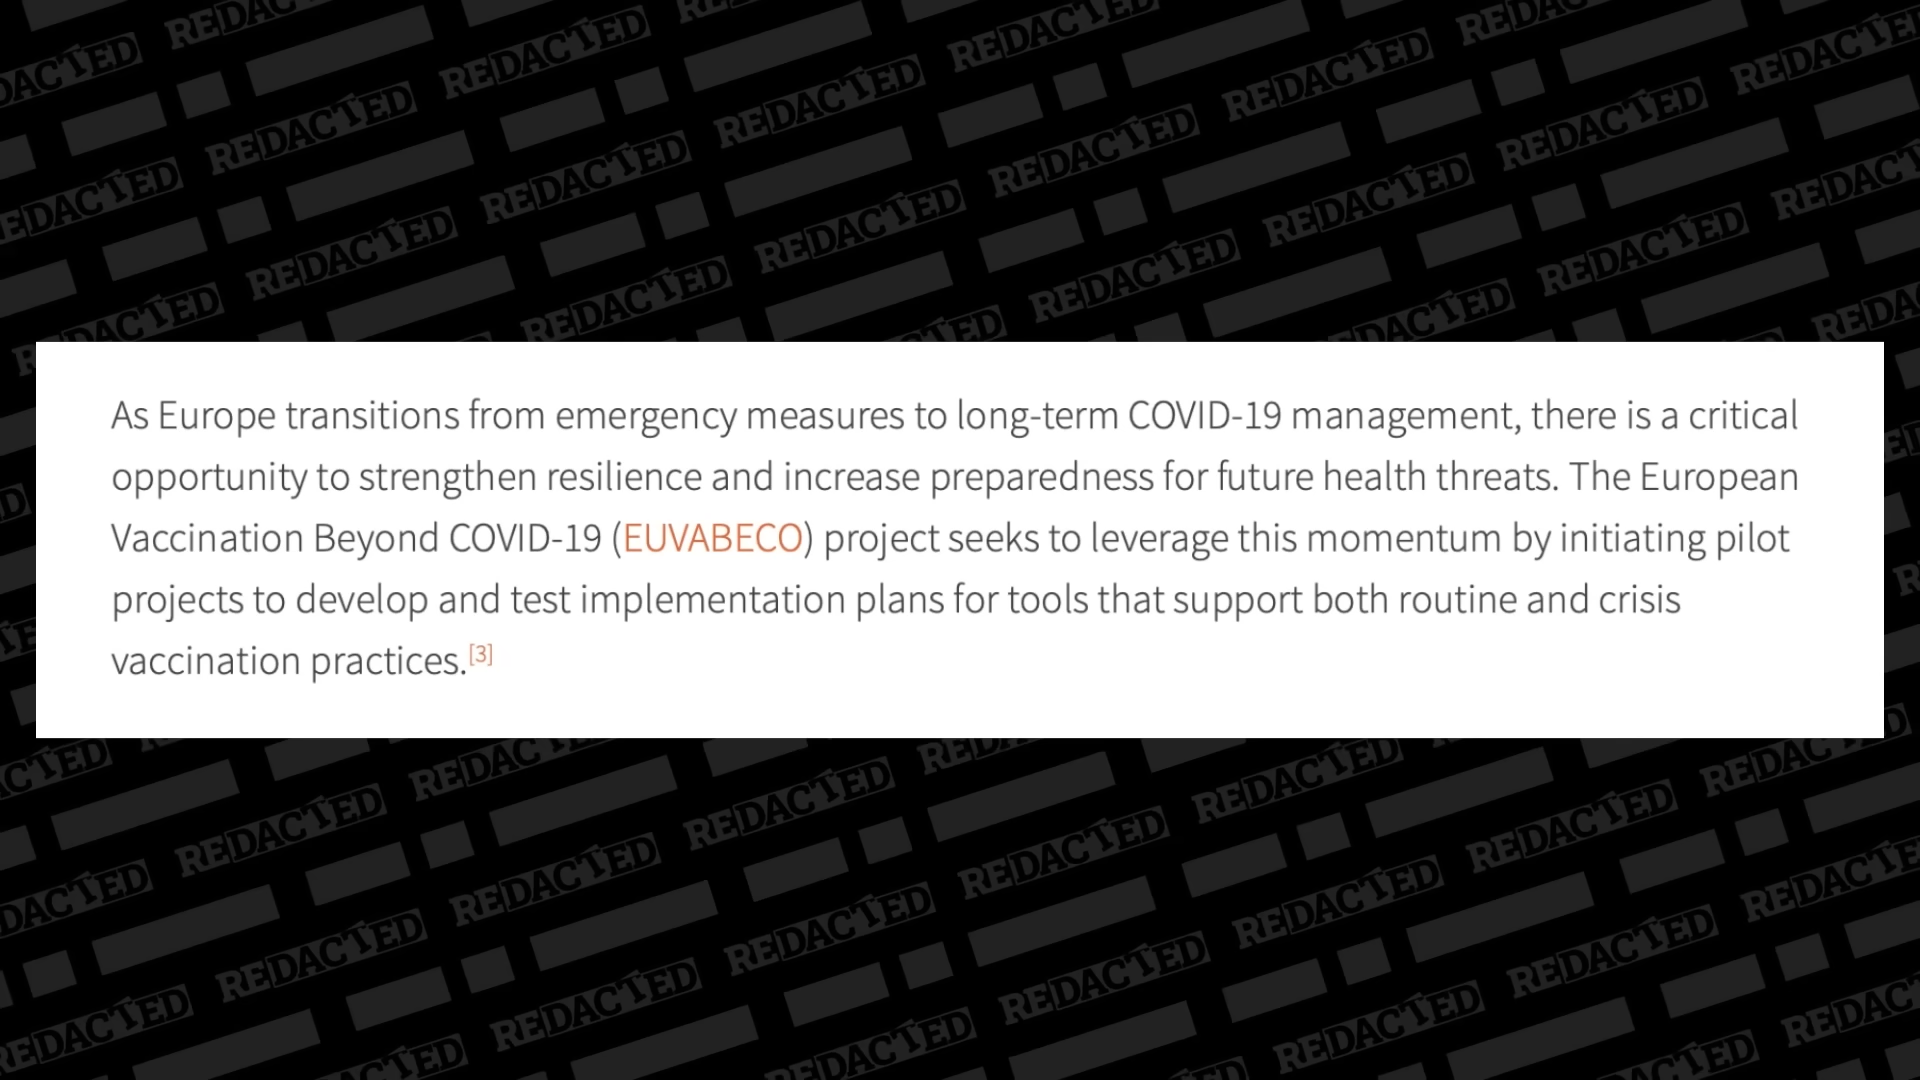 As Europe transitions from emergency measures to long-term COVID-19 management, there is a critical
opportunity to strengthen resilience and increase preparedness for future health threats. The European
Vaccination Beyond COVID-19 (EUVABECO) project seeks to leverage this momentum by initiating pilot
projects to develop and test implementation plans for tools that support both routine and crisis
vaccination practices.[3]